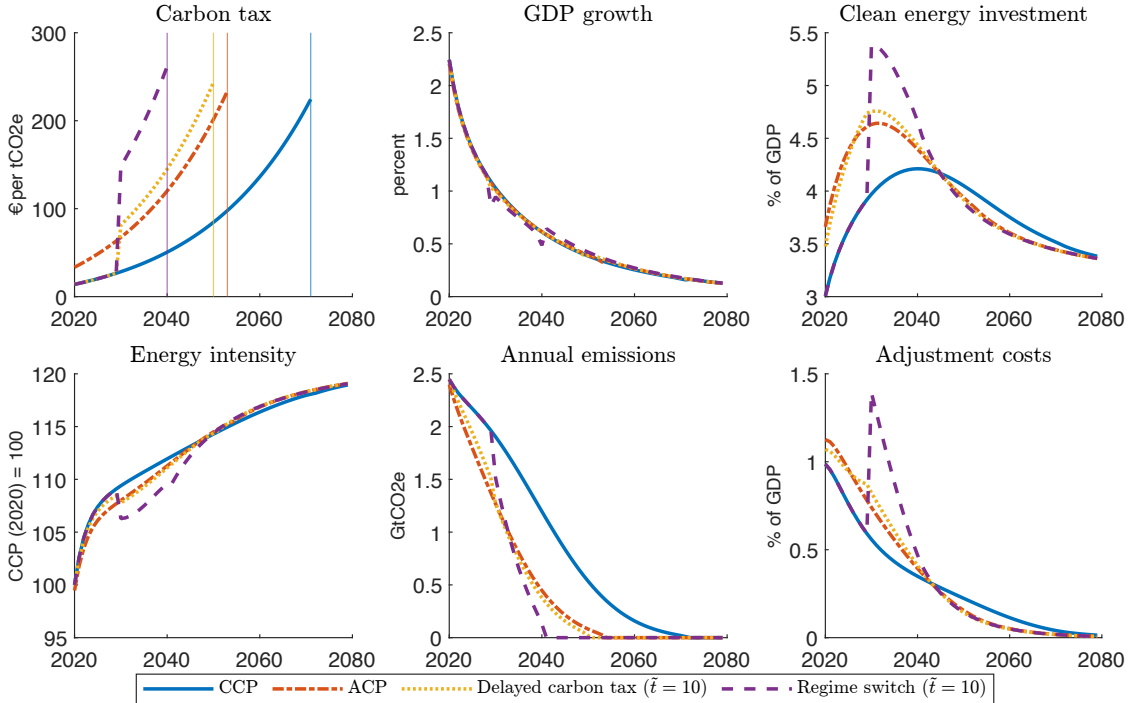 Carbon tax
GDP growth
Clean energy investment
€ per tCO2e
300
200
100
0
2020 2040 2060 2080
percent
2.5
2
1.5
1
0.5
0
2020 2040 2060 2080
% of GDP
5.5
5
4.5
4
3.5
3
2020 2040 2060 2080
Energy intensity
Annual emissions
Adjustment costs
CCP (2020) = 100
120
115
110
105
100
95
2020 2040 2060 2080
GtCO2e
2.5
2
1.5
1
0.5
0
2020 2040 2060 2080
% of GDP
1.5
1
0.5
0
2020 2040 2060 2080
CCP ACP Delayed carbon tax (t̃ = 10) Regime switch (t̃ = 10)